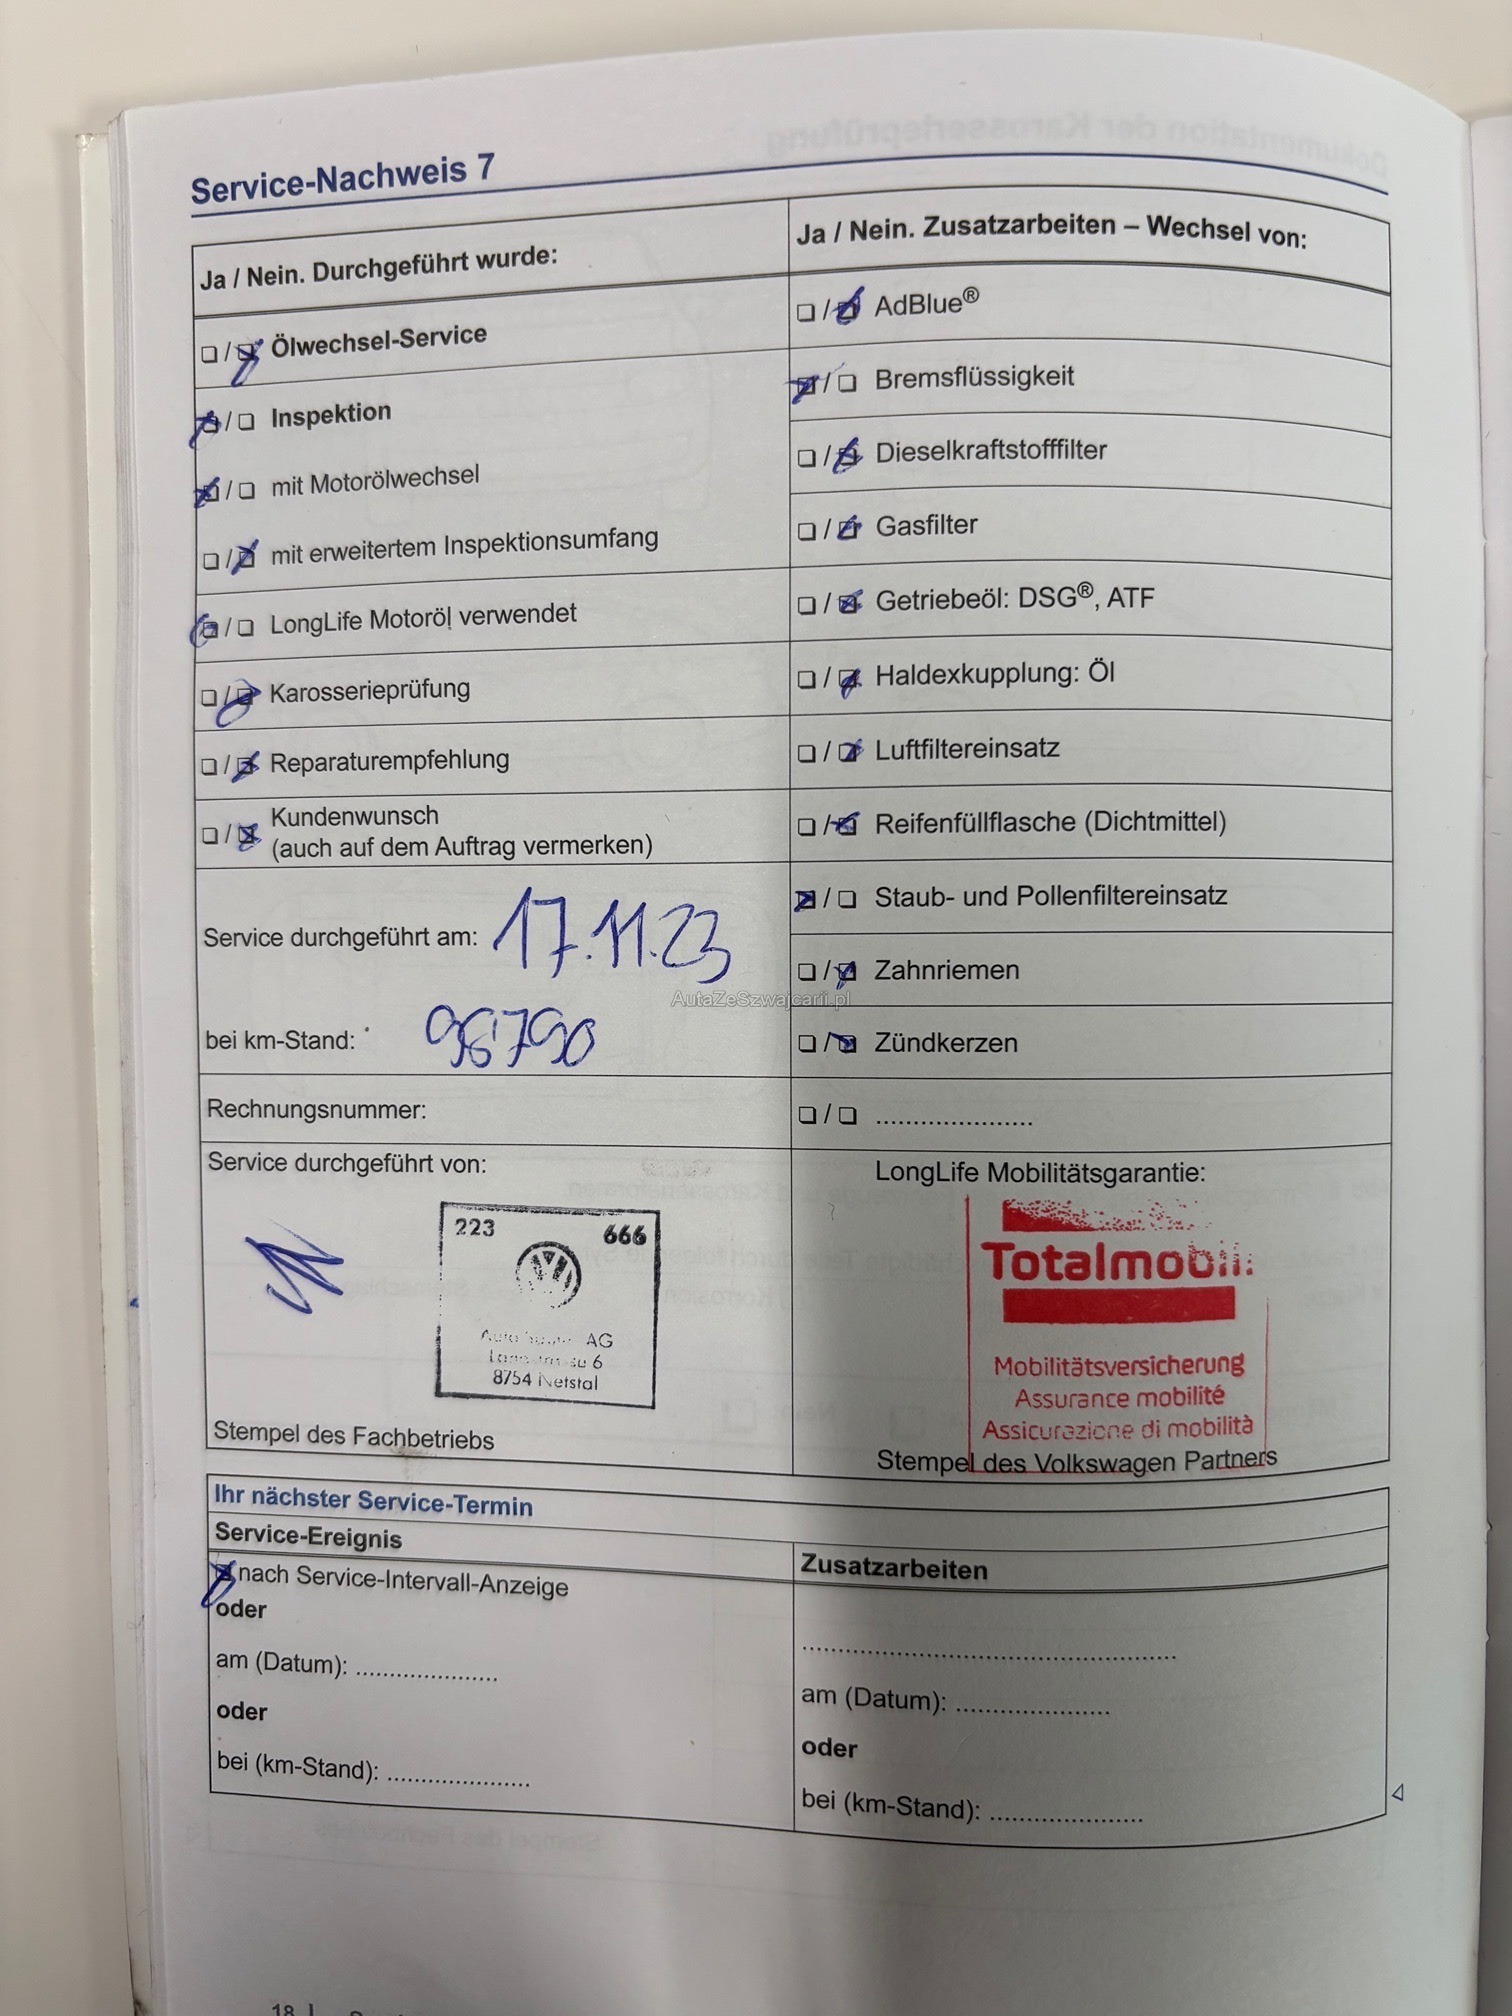 Service-Nachweis 7
Ja / Nein. Durchgeführt wurde:
Ölwechsel-Service
Inspektion
mit Motorölwechsel
mit erweitertem Inspektionsumfang
LongLife Motoröl verwendet
Karosserieprüfung
Reparaturempfehlung
Kundenwunsch
(auch auf dem Auftrag vermerken)
Service durchgeführt am: 17.11.23
bei km-Stand: 98790
Rechnungsnummer:
Service durchgeführt von:
223 666
AG
6
8754 Netstal
Stempel des Fachbetriebs
Ja / Nein. Zusatzarbeiten – Wechsel von:
AdBlue®
Bremsflüssigkeit
Dieselkraftstofffilter
Gasfilter
Getriebeöl: DSG®, ATF
Haldexkupplung: Öl
Luftfiltereinsatz
Reifenfüllflasche (Dichtmittel)
Staub- und Pollenfiltereinsatz
Zahnriemen
Zündkerzen
.......................
LongLife Mobilitätsgarantie:
Totalmobil!
Mobilitätsversicherung
Assurance mobilité
Assicurazione di mobilità
Stempel des Volkswagen Partners
AutaZeSzwajcarii.pl
Ihr nächster Service-Termin
Service-Ereignis
nach Service-Intervall-Anzeige
oder
am (Datum): .....................
oder
bei (km-Stand): .....................
Zusatzarbeiten
.......................................................
am (Datum): .......................
oder
bei (km-Stand): .......................
18